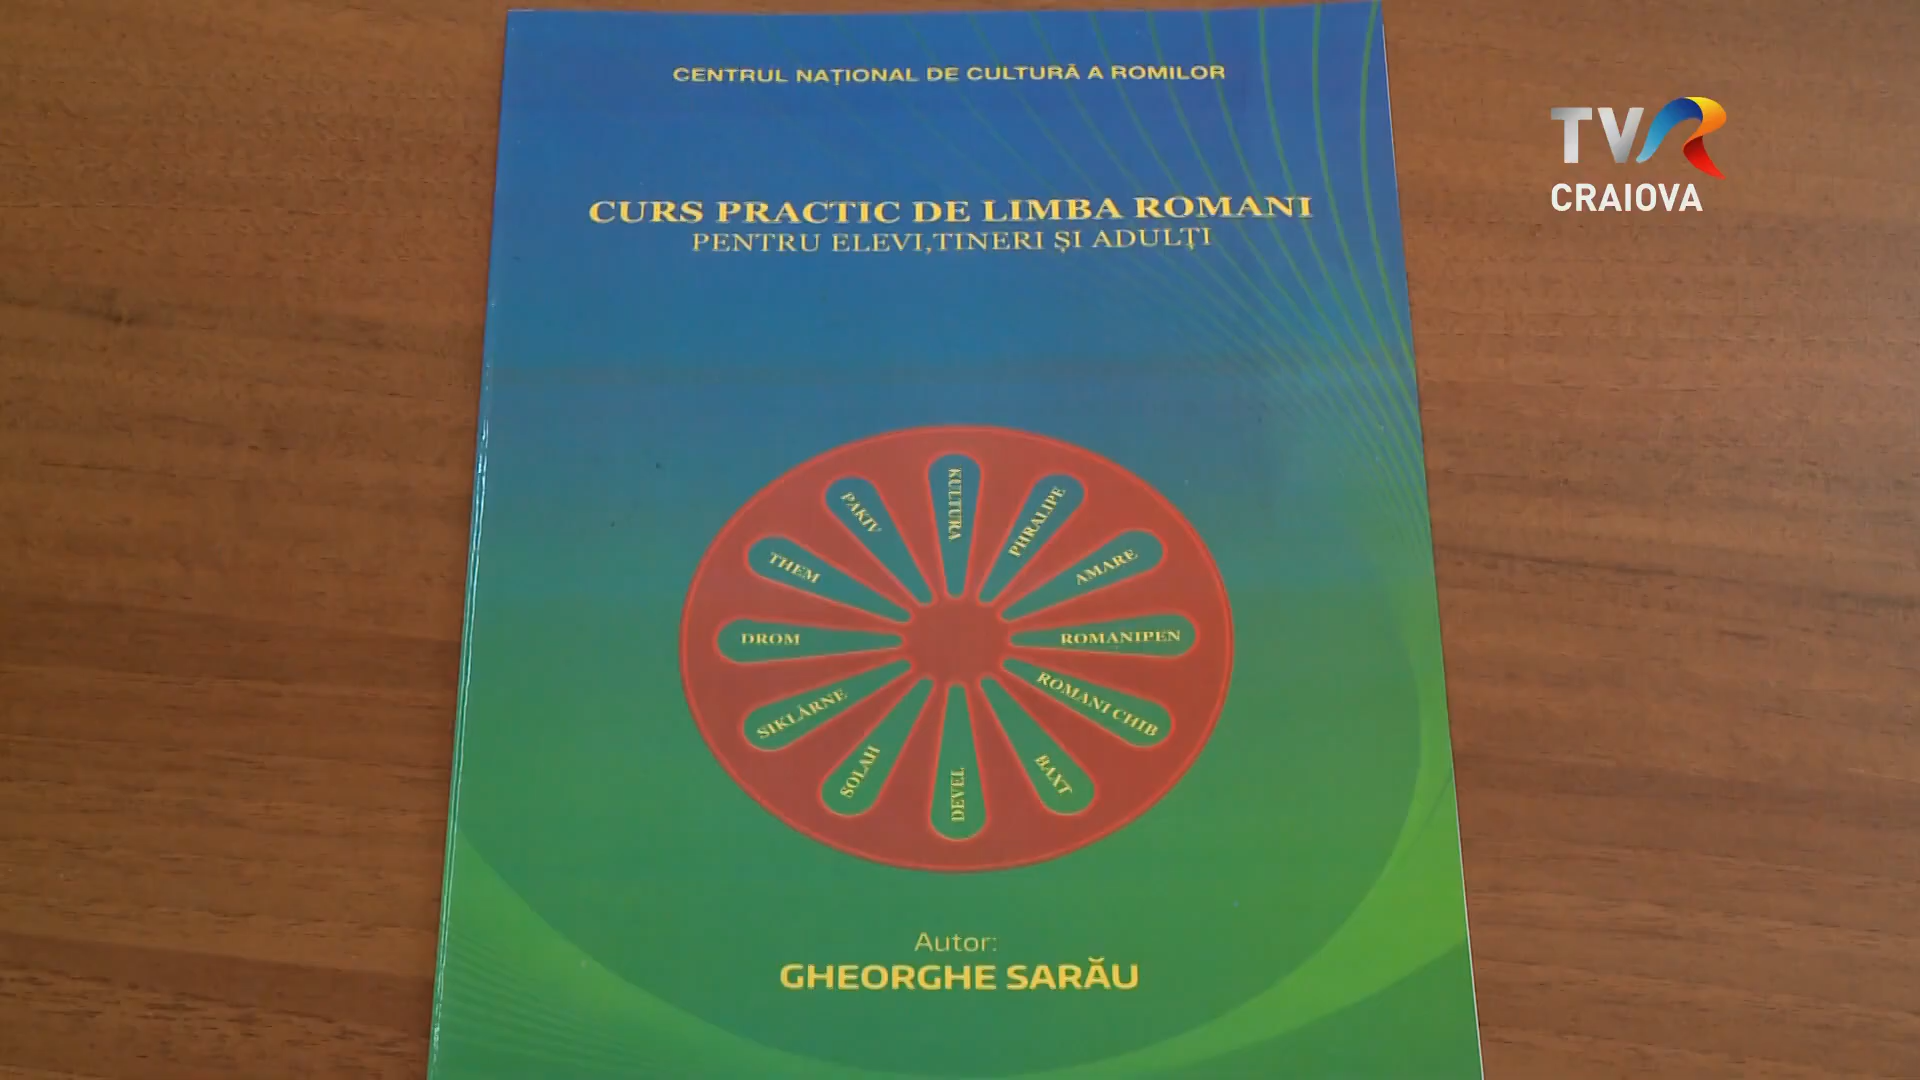 CENTRUL NAȚIONAL DE CULTURĂ A ROMILOR
TVR
CRAIOVA
CURS PRACTIC DE LIMBA ROMANI
PENTRU ELEVI,TINERI ȘI ADULȚI
KULTURA
PHRALIPE
AMARE
ROMANIPEN
ROMANI CHIB
BAXT
DEVEL
SOLAH
SIKLĂRNE
DROM
THEM
PAKIV
Autor:
GHEORGHE SARĂU